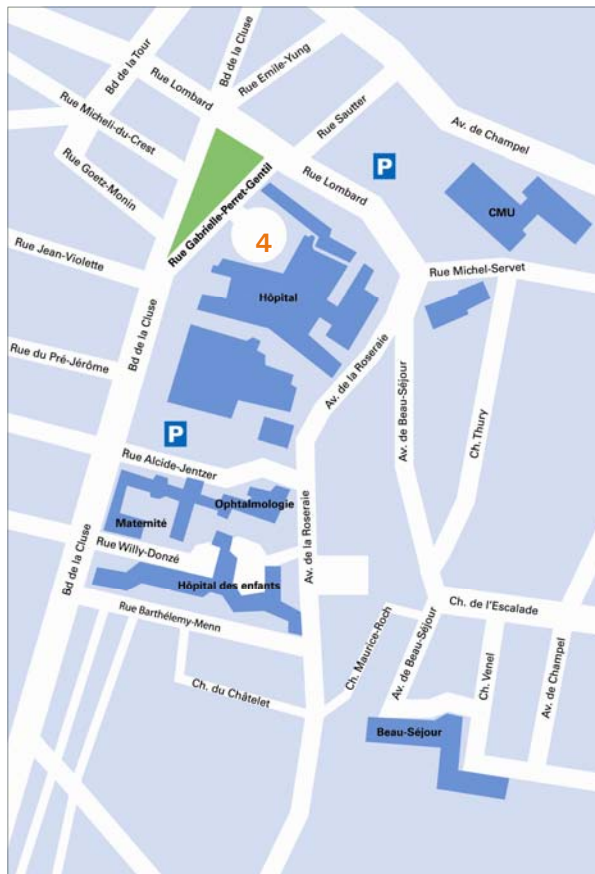 Bd de la Tour
Bd de la Cluse
Rue Lombard
Rue Emile-Yung
Rue Micheli-du-Crest
Rue Sautter
Av. de Champel
Rue Goetz-Monin
P
Rue Lombard
CMU
Rue Gabrielle-Perret-Gentil
4
Rue Jean-Violette
Rue Michel-Servet
Hôpital
Bd de la Cluse
Rue du Pré-Jérôme
Av. de la Roseraie
Av. de Beau-Séjour
Ch. Thury
P
Rue Alcide-Jentzer
Ophtalmologie
Maternité
Av. de la Roseraie
Rue Willy-Donzé
Bd de la Cluse
Hôpital des enfants
Rue Barthélemy-Menn
Ch. de l'Escalade
Ch. Maurice-Roch
Av. de Beau-Séjour
Ch. Venel
Av. de Champel
Ch. du Châtelet
Beau-Séjour